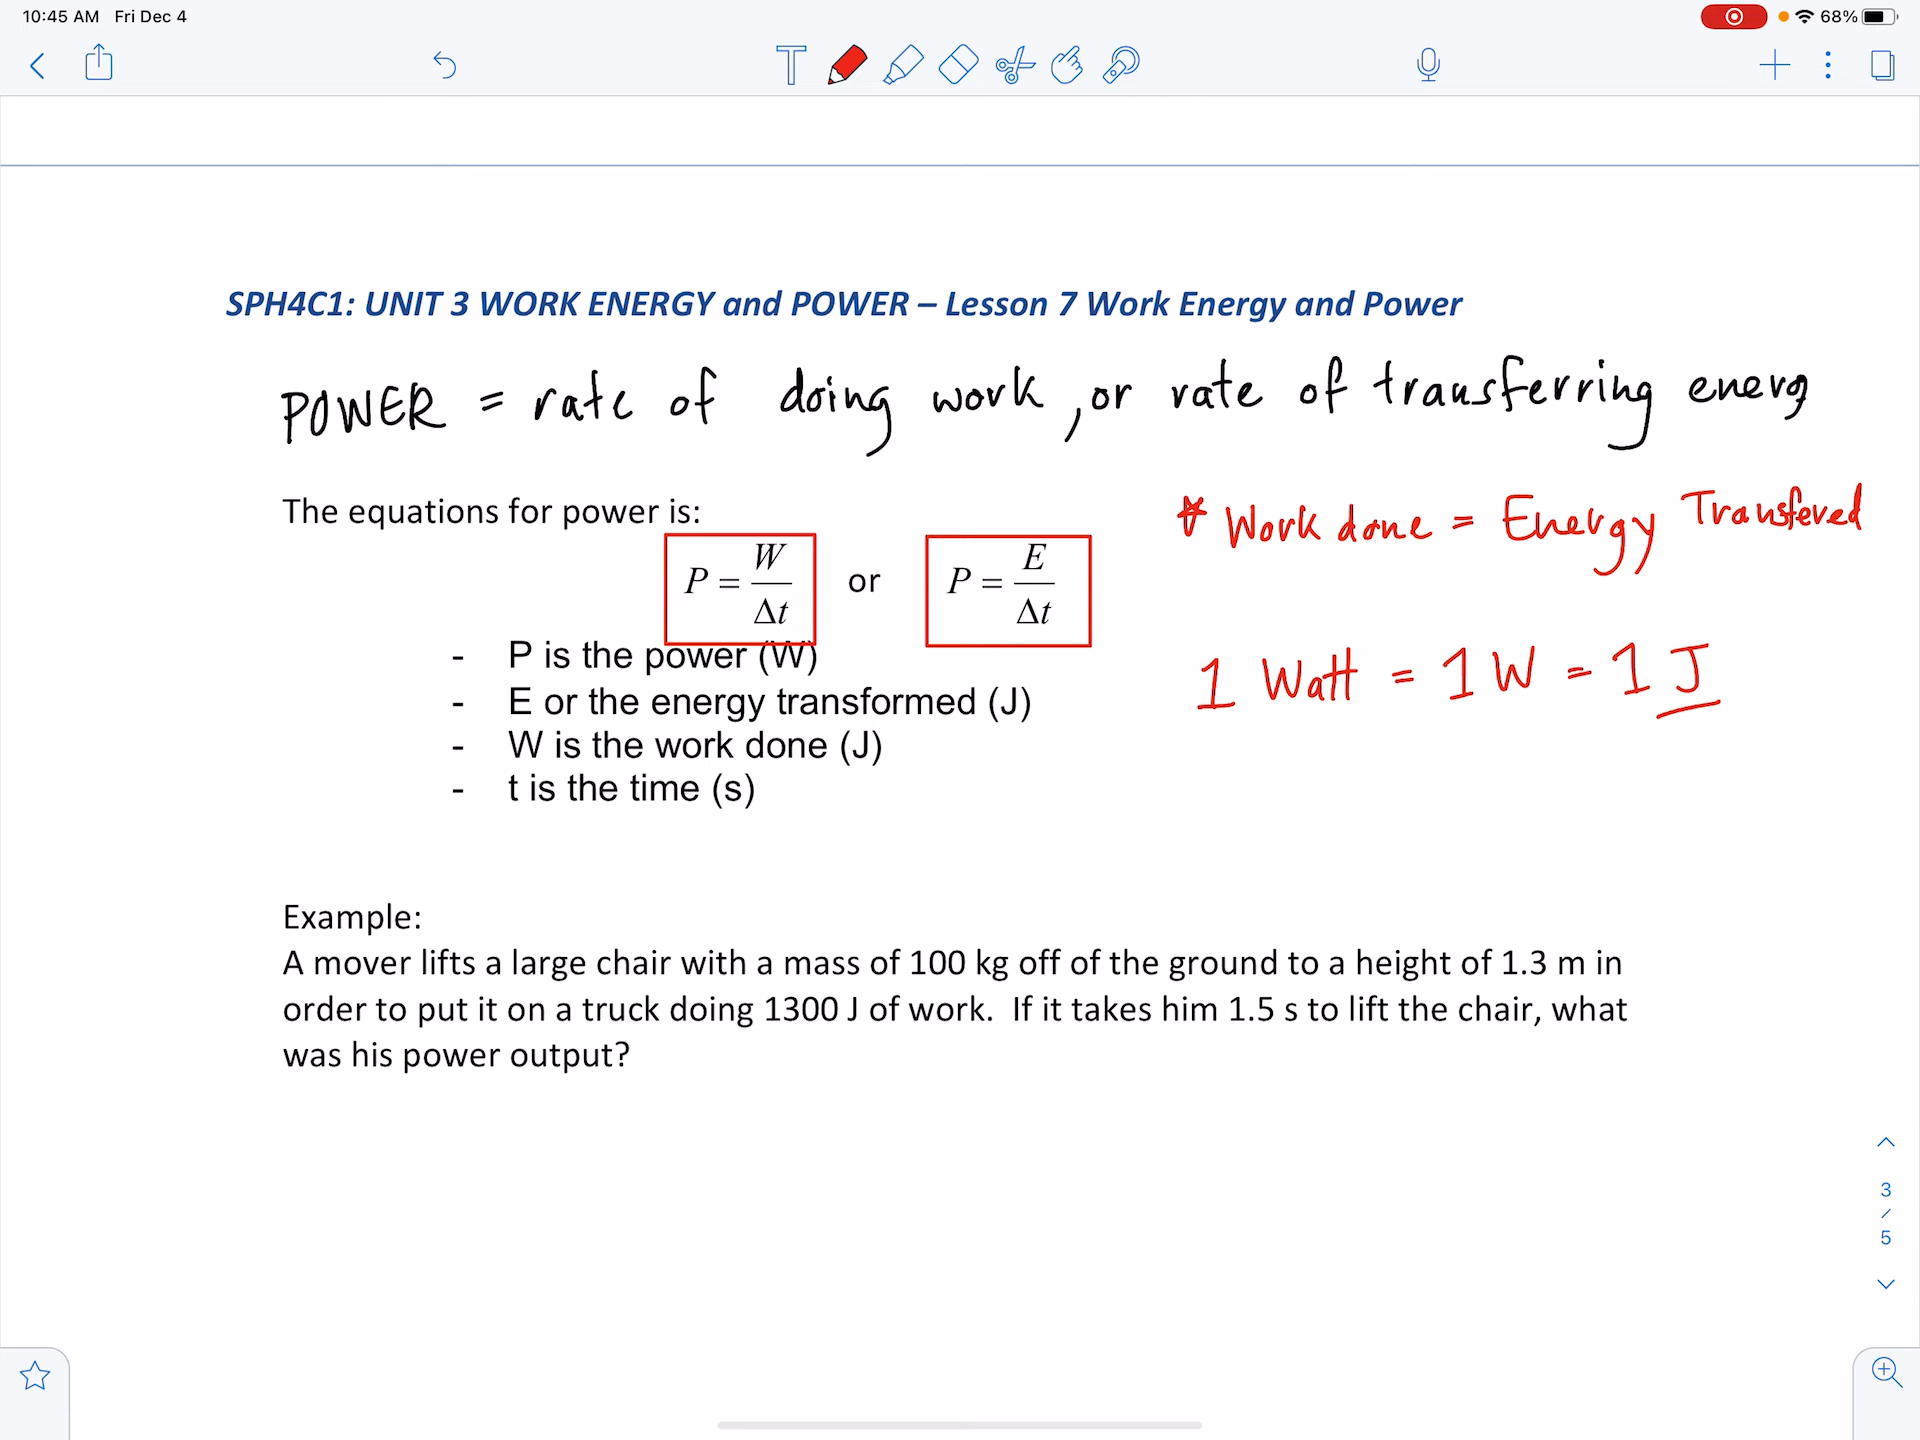 10:45 AM Fri Dec 4 68%
SPH4C1: UNIT 3 WORK ENERGY and POWER – Lesson 7 Work Energy and Power
POWER = rate of doing work, or rate of transferring energ
The equations for power is:
* Work done = Energy Transfered
P = W/Δt or P = E/Δt
- P is the power (W)
1 Watt = 1 W = 1 J
- E or the energy transformed (J)
- W is the work done (J)
- t is the time (s)
Example:
A mover lifts a large chair with a mass of 100 kg off of the ground to a height of 1.3 m in
order to put it on a truck doing 1300 J of work. If it takes him 1.5 s to lift the chair, what
was his power output?
3
/
5